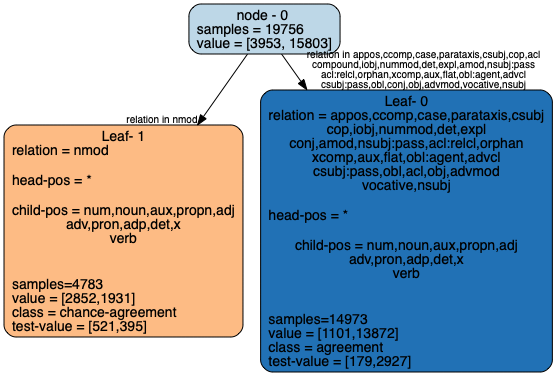 node - 0
samples = 19756
value = [3953, 15803]
relation in appos,ccomp,case,parataxis,csubj,cop,acl
compound,iobj,nummod,det,expl,amod,nsubj:pass
acl:relcl,orphan,xcomp,aux,flat,obl:agent,advcl
csubj:pass,obl,conj,obj,advmod,vocative,nsubj
relation in nmod
Leaf- 1
relation = nmod
head-pos = *
child-pos = num,noun,aux,propn,adj
adv,pron,adp,det,x
verb
samples=4783
value = [2852,1931]
class = chance-agreement
test-value = [521,395]
Leaf- 0
relation = appos,ccomp,case,parataxis,csubj
cop,iobj,nummod,det,expl
conj,amod,nsubj:pass,acl:relcl,orphan
xcomp,aux,flat,obl:agent,advcl
csubj:pass,obl,acl,obj,advmod
vocative,nsubj
head-pos = *
child-pos = num,noun,aux,propn,adj
adv,pron,adp,det,x
verb
samples=14973
value = [1101,13872]
class = agreement
test-value = [179,2927]